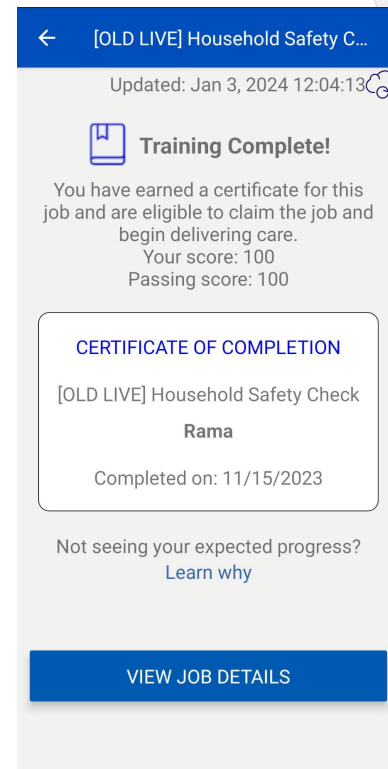 [OLD LIVE] Household Safety C...
Updated: Jan 3, 2024 12:04:13
Training Complete!
You have earned a certificate for this
job and are eligible to claim the job and
begin delivering care.
Your score: 100
Passing score: 100
CERTIFICATE OF COMPLETION
[OLD LIVE] Household Safety Check
Rama
Completed on: 11/15/2023
Not seeing your expected progress?
Learn why
VIEW JOB DETAILS